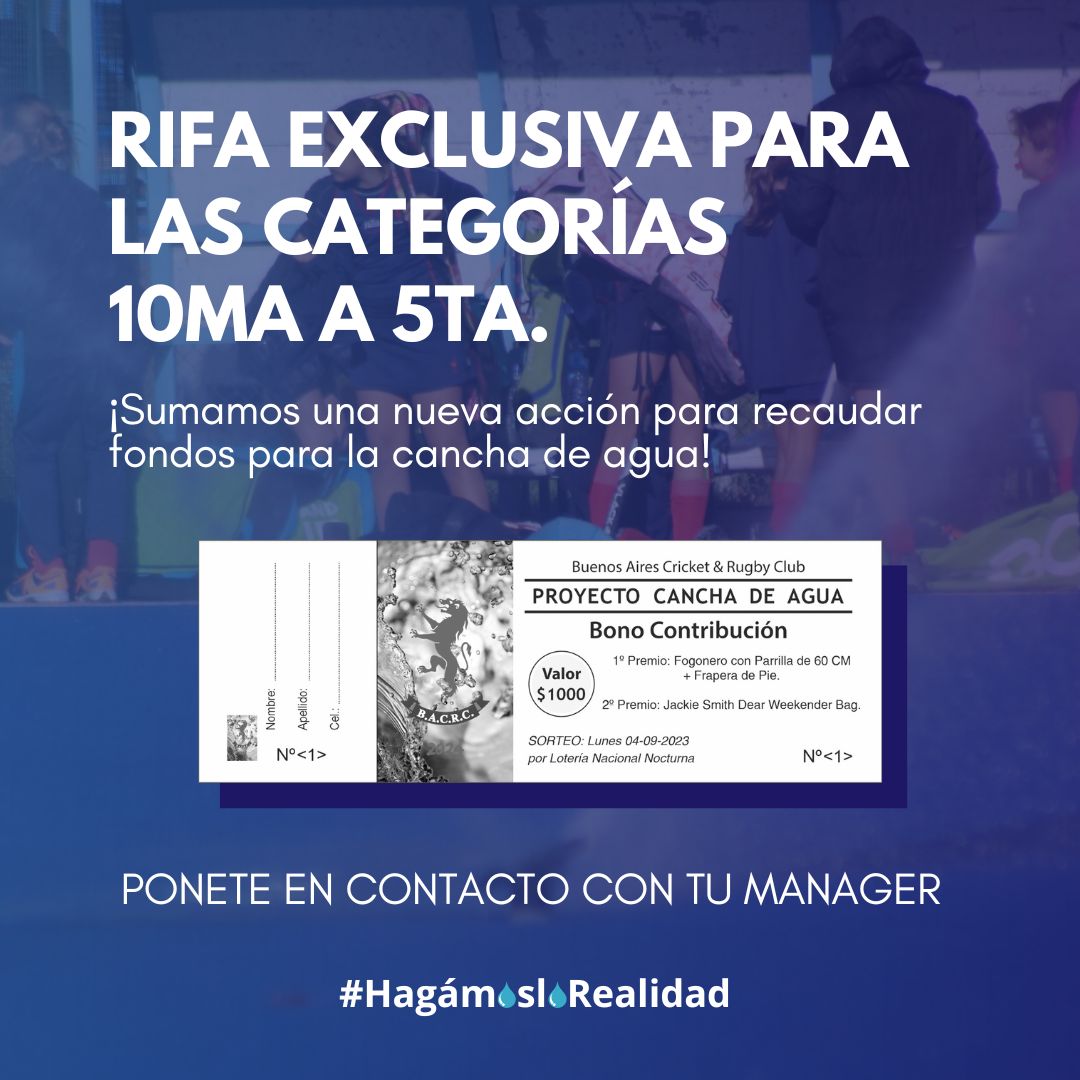 RIFA EXCLUSIVA PARA
LAS CATEGORÍAS
10MA A 5TA.
¡Sumamos una nueva acción para recaudar
fondos para la cancha de agua!
Nombre:
Apellido:
Cel.:
Nº<1>
B.A.C.R.C.
Buenos Aires Cricket & Rugby Club
PROYECTO CANCHA DE AGUA
Bono Contribución
Valor
$1000
1º Premio: Fogonero con Parrilla de 60 CM
+ Frapera de Pie.
2º Premio: Jackie Smith Dear Weekender Bag.
SORTEO: Lunes 04-09-2023
por Lotería Nacional Nocturna
Nº<1>
PONETE EN CONTACTO CON TU MANAGER
#HagámosloRealidad